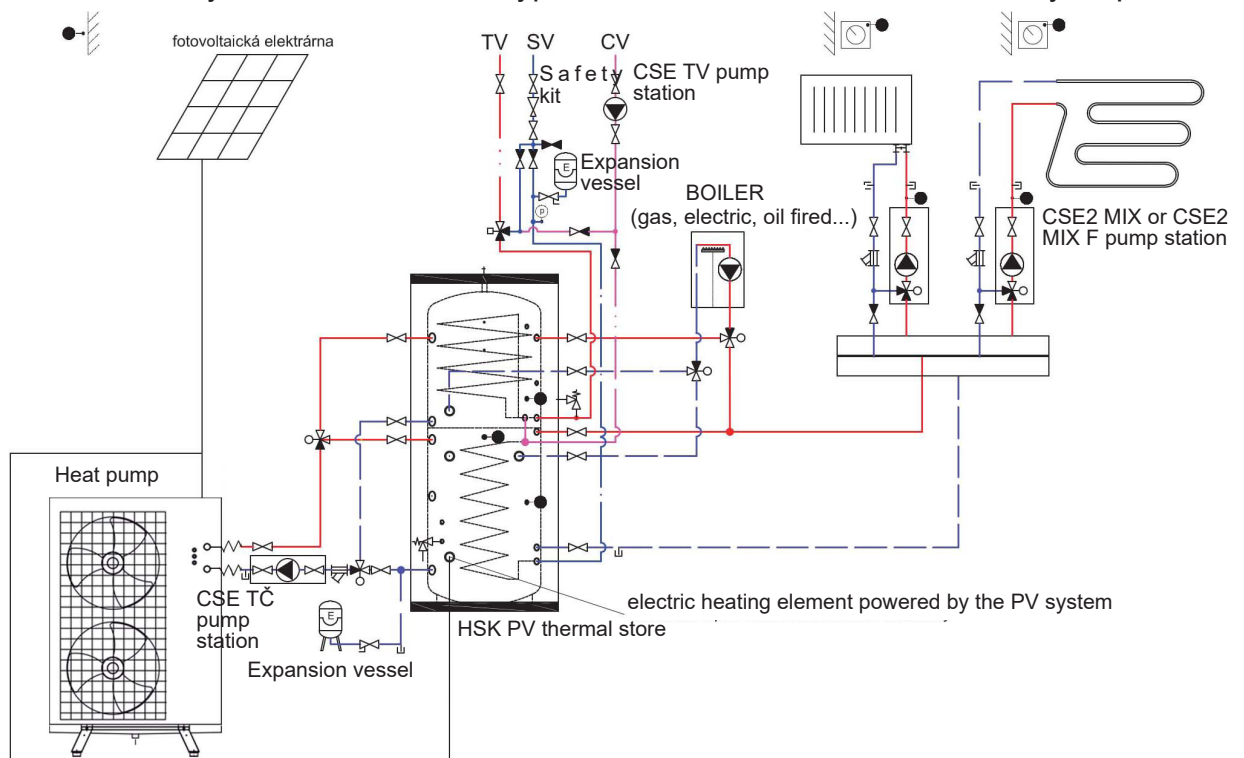 fotovoltaická elektrárna
TV SV CV
Safety
kit
CSE TV pump
station
E
Expansion
vessel
p
BOILER
(gas, electric, oil fired...)
CSE2 MIX or CSE2
MIX F pump station
Heat pump
CSE TČ
pump
station
E
Expansion vessel
electric heating element powered by the PV system
HSK PV thermal store